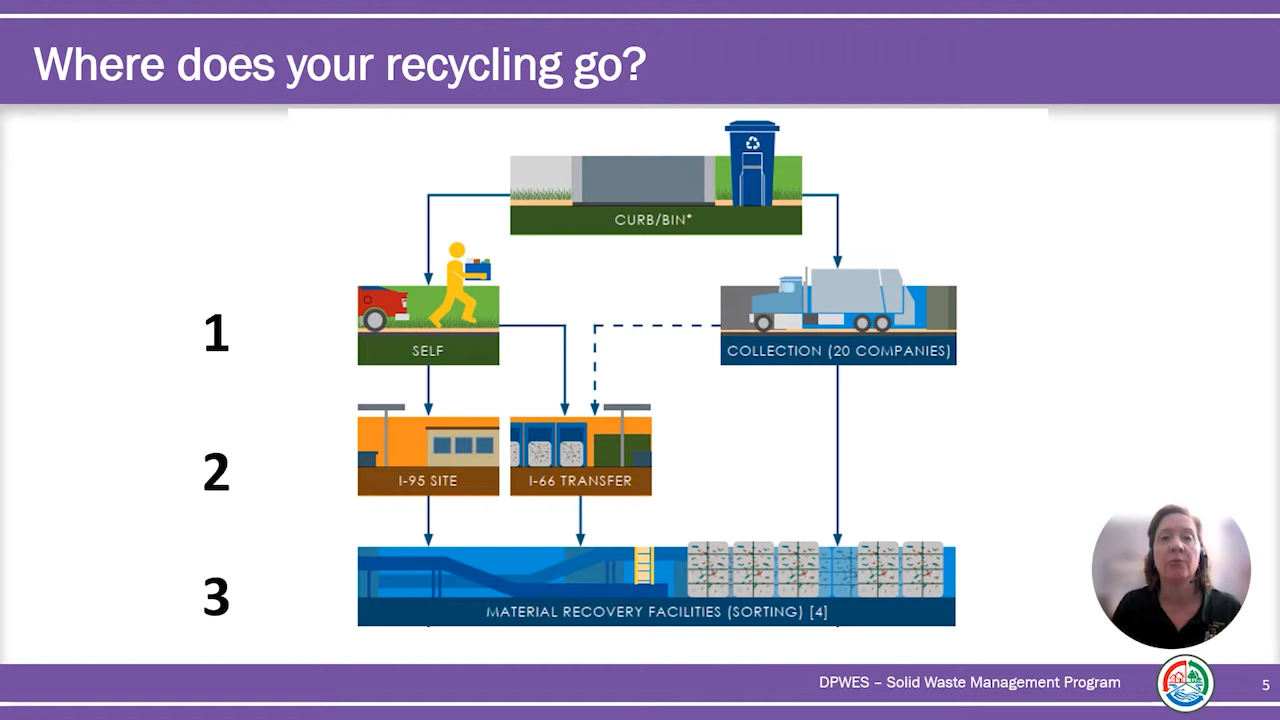 Where does your recycling go?
CURB/BIN*
1
SELF
COLLECTION (20 COMPANIES)
2
I-95 SITE
I-66 TRANSFER
3
MATERIAL RECOVERY FACILITIES (SORTING) [4]
DPWES – Solid Waste Management Program
5